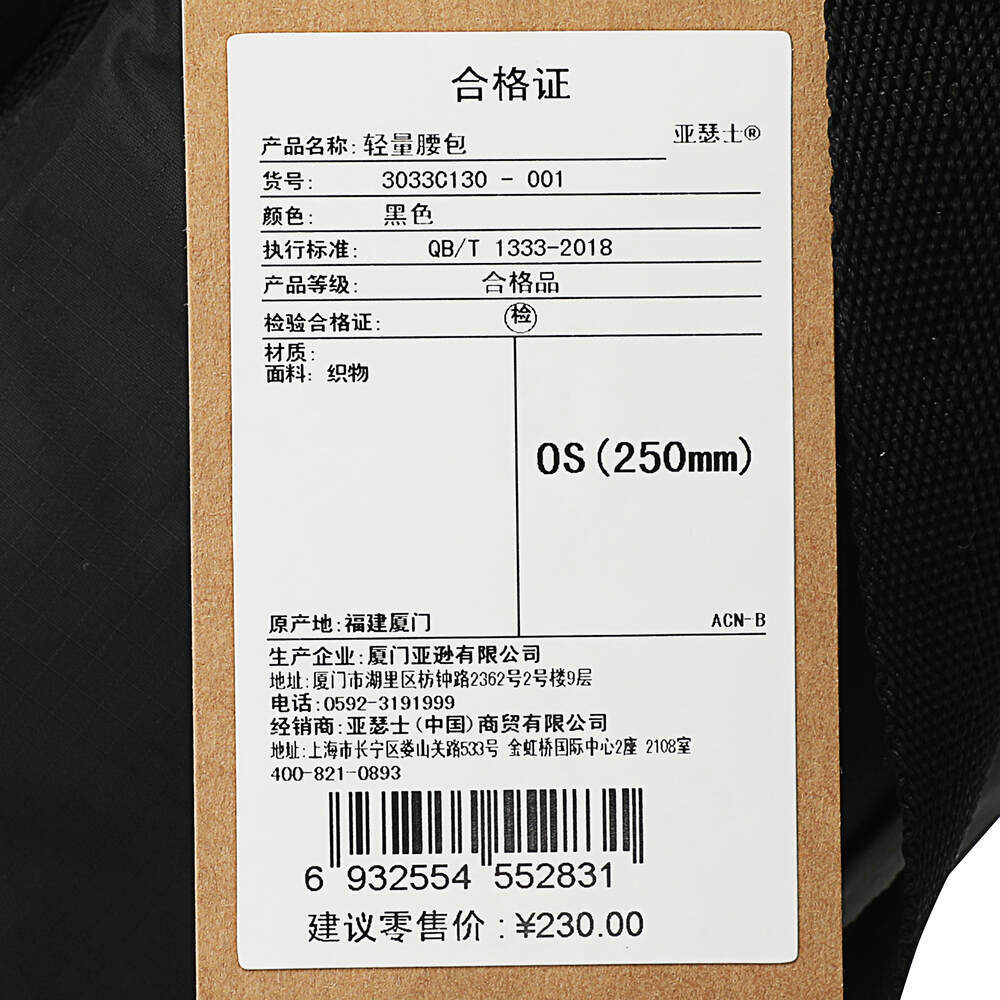 合格证
产品名称: 轻量腰包 亚瑟士®
货号: 3033C130 - 001
颜色: 黑色
执行标准: QB/T 1333-2018
产品等级: 合格品
检验合格证: 检
材质:
面料: 织物
OS(250mm)
原产地: 福建厦门 ACN-B
生产企业: 厦门亚逊有限公司
地址: 厦门市湖里区枋钟路2362号2号楼9层
电话: 0592-3191999
经销商: 亚瑟士(中国)商贸有限公司
地址: 上海市长宁区娄山关路533号 金虹桥国际中心2座 2108室
400-821-0893
6 932554 552831
建议零售价: ¥230.00